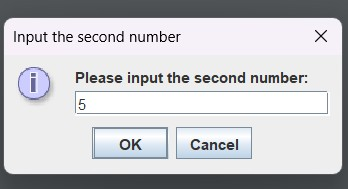 Input the second number
Please input the second number:
5
OK
Cancel